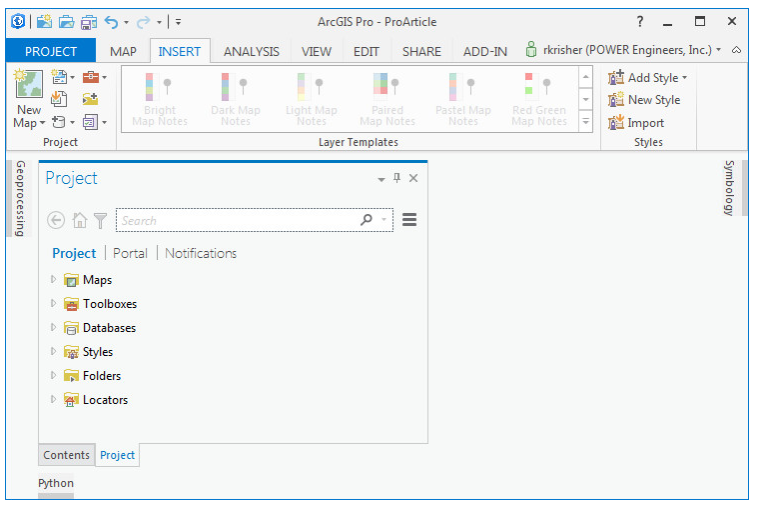 ArcGIS Pro - ProArticle
?
PROJECT MAP INSERT ANALYSIS VIEW EDIT SHARE ADD-IN rkrisher (POWER Engineers, Inc.)
New
Map
Bright
Map Notes
Dark Map
Notes
Light Map
Notes
Paired
Map Notes
Pastel Map
Notes
Red Green
Map Notes
Add Style
New Style
Import
Project Layer Templates Styles
Geoprocessing
Symbology
Project
Search
Project | Portal | Notifications
Maps
Toolboxes
Databases
Styles
Folders
Locators
Contents Project
Python